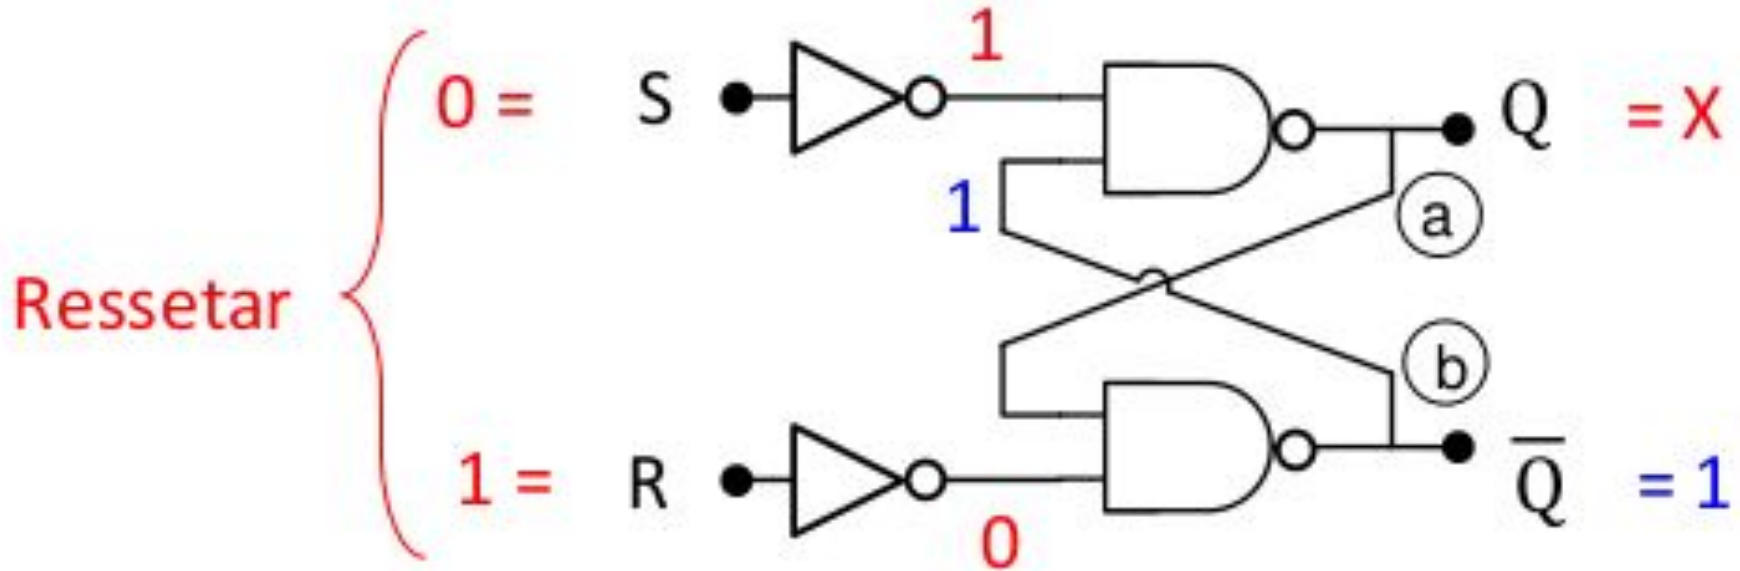 1
0 = S Q = X
1 a
Ressetar
b
1 = R Q̅ = 1
0